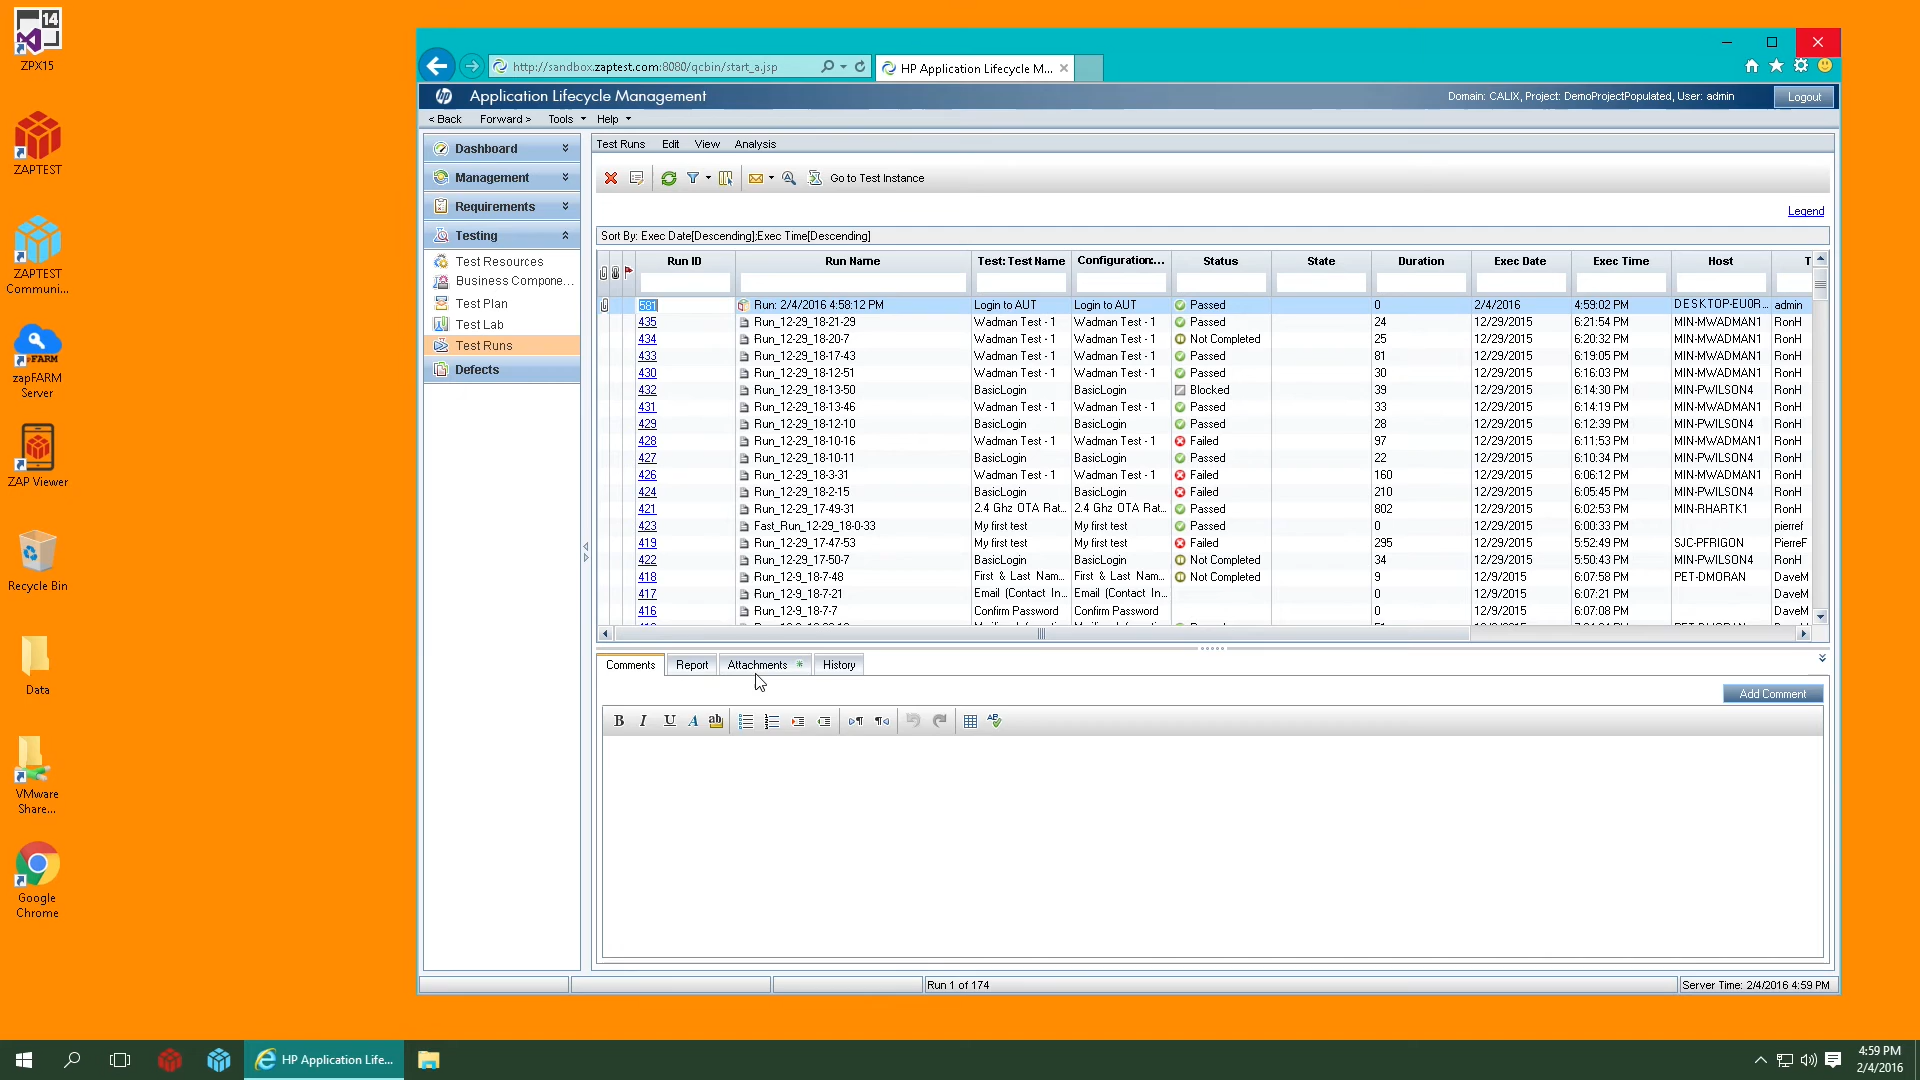 14
ZPX15
ZAPTEST
ZAPTEST
Communi...
zapFARM
Server
ZAP Viewer
Recycle Bin
Data
VMware
Share...
Google
Chrome
http://sandbox.zaptest.com:8080/qcbin/start_a.jsp
HP Application Lifecycle M...
Application Lifecycle Management
Domain: CALIX, Project: DemoProjectPopulated, User: admin
Logout
< Back Forward > Tools Help
Dashboard
Management
Requirements
Testing
Test Resources
Business Compone...
Test Plan
Test Lab
Test Runs
Defects
Test Runs Edit View Analysis
Go to Test Instance
Legend
Sort By: Exec Date[Descending];Exec Time[Descending]
Run ID Run Name Test: Test Name Configuration:... Status State Duration Exec Date Exec Time Host T
581 Run: 2/4/2016 4:58:12 PM Login to AUT Login to AUT Passed 0 2/4/2016 4:59:02 PM DESKTOP-EU0R... admin
435 Run_12-29_18-21-29 Wadman Test - 1 Wadman Test - 1 Passed 24 12/29/2015 6:21:54 PM MIN-MWADMAN1 RonH
434 Run_12-29_18-20-7 Wadman Test - 1 Wadman Test - 1 Not Completed 25 12/29/2015 6:20:32 PM MIN-MWADMAN1 RonH
433 Run_12-29_18-17-43 Wadman Test - 1 Wadman Test - 1 Passed 81 12/29/2015 6:19:05 PM MIN-MWADMAN1 RonH
430 Run_12-29_18-12-51 Wadman Test - 1 Wadman Test - 1 Passed 30 12/29/2015 6:16:03 PM MIN-MWADMAN1 RonH
432 Run_12-29_18-13-50 BasicLogin BasicLogin Blocked 39 12/29/2015 6:14:30 PM MIN-PWILSON4 RonH
431 Run_12-29_18-13-46 Wadman Test - 1 Wadman Test - 1 Passed 33 12/29/2015 6:14:19 PM MIN-MWADMAN1 RonH
429 Run_12-29_18-12-10 BasicLogin BasicLogin Passed 28 12/29/2015 6:12:39 PM MIN-PWILSON4 RonH
428 Run_12-29_18-10-16 Wadman Test - 1 Wadman Test - 1 Failed 97 12/29/2015 6:11:53 PM MIN-MWADMAN1 RonH
427 Run_12-29_18-10-11 BasicLogin BasicLogin Passed 22 12/29/2015 6:10:34 PM MIN-PWILSON4 RonH
426 Run_12-29_18-3-31 Wadman Test - 1 Wadman Test - 1 Failed 160 12/29/2015 6:06:12 PM MIN-MWADMAN1 RonH
424 Run_12-29_18-2-15 BasicLogin BasicLogin Failed 210 12/29/2015 6:05:45 PM MIN-PWILSON4 RonH
421 Run_12-29_17-49-31 2.4 Ghz OTA Rat... 2.4 Ghz OTA Rat... Passed 802 12/29/2015 6:02:53 PM MIN-RHARTK1 RonH
423 Fast_Run_12-29_18-0-33 My first test My first test Passed 0 12/29/2015 6:00:33 PM pierref
419 Run_12-29_17-47-53 My first test My first test Failed 295 12/29/2015 5:52:49 PM SJC-PFRIGON PierreF
422 Run_12-29_17-50-7 BasicLogin BasicLogin Not Completed 34 12/29/2015 5:50:43 PM MIN-PWILSON4 RonH
418 Run_12-9_18-7-48 First & Last Nam... First & Last Nam... Not Completed 9 12/9/2015 6:07:58 PM PET-DMORAN DaveM
417 Run_12-9_18-7-21 Email (Contact In... Email (Contact In... 0 12/9/2015 6:07:21 PM DaveM
416 Run_12-9_18-7-7 Confirm Password Confirm Password 0 12/9/2015 6:07:08 PM DaveM
Comments Report Attachments * History
Add Comment
B I U A ab
Run 1 of 174
Server Time: 2/4/2016 4:59 PM
HP Application Life...
4:59 PM
2/4/2016